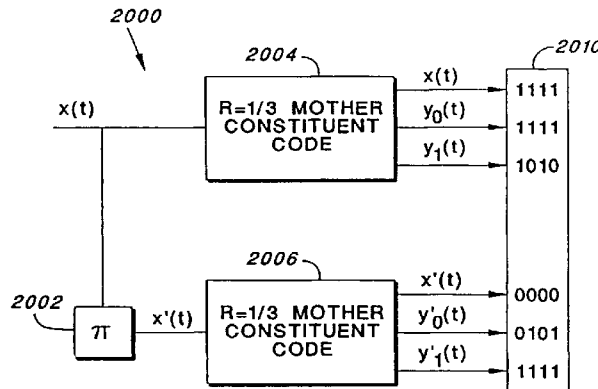 2000
2004
2010
x(t)
R=1/3 MOTHER
CONSTITUENT
CODE
x(t)
1111
y0(t)
1111
y1(t)
1010
2002
π
x'(t)
2006
R=1/3 MOTHER
CONSTITUENT
CODE
x'(t)
0000
y'0(t)
0101
y'1(t)
1111